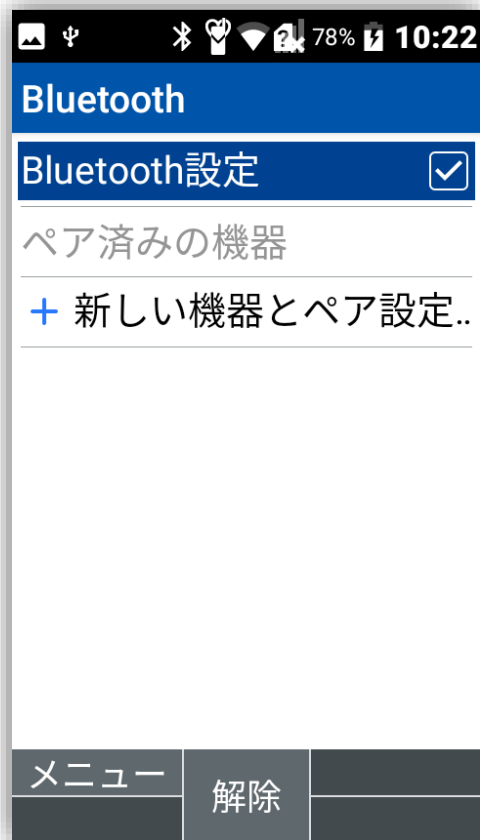 78% 10:22
Bluetooth
Bluetooth設定
ペア済みの機器
+ 新しい機器とペア設定..
メニュー
解除